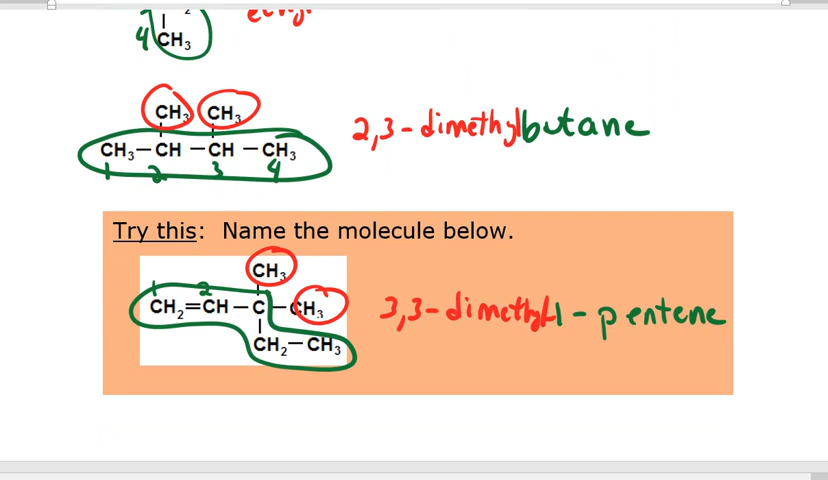 ethyl
4 CH₃
CH₃ CH₃
CH₃–CH–CH–CH₃ 2,3-dimethylbutane
1 2 3 4
Try this: Name the molecule below.
CH₃
1 2
CH₂=CH–C–CH₃ 3,3-dimethyl-1-pentene
CH₂–CH₃